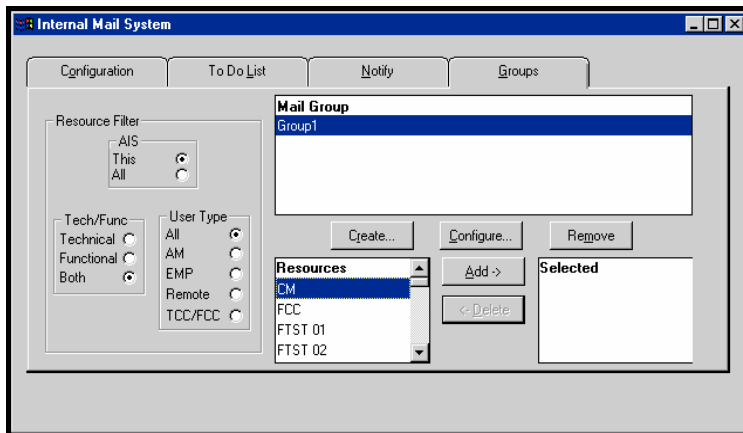 Internal Mail System
Configuration
To Do List
Notify
Groups
Resource Filter
AIS
This
All
Tech/Func
Technical
Functional
Both
User Type
All
AM
EMP
Remote
TCC/FCC
Mail Group
Group1
Create...
Configure...
Remove
Resources
CM
FCC
FTST 01
FTST 02
Add ->
<- Delete
Selected